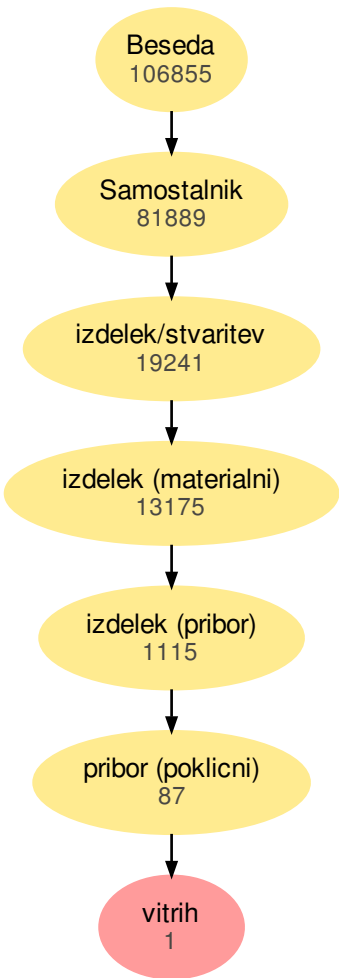 Beseda
106855
Samostalnik
81889
izdelek/stvaritev
19241
izdelek (materialni)
13175
izdelek (pribor)
1115
pribor (poklicni)
87
vitrih
1